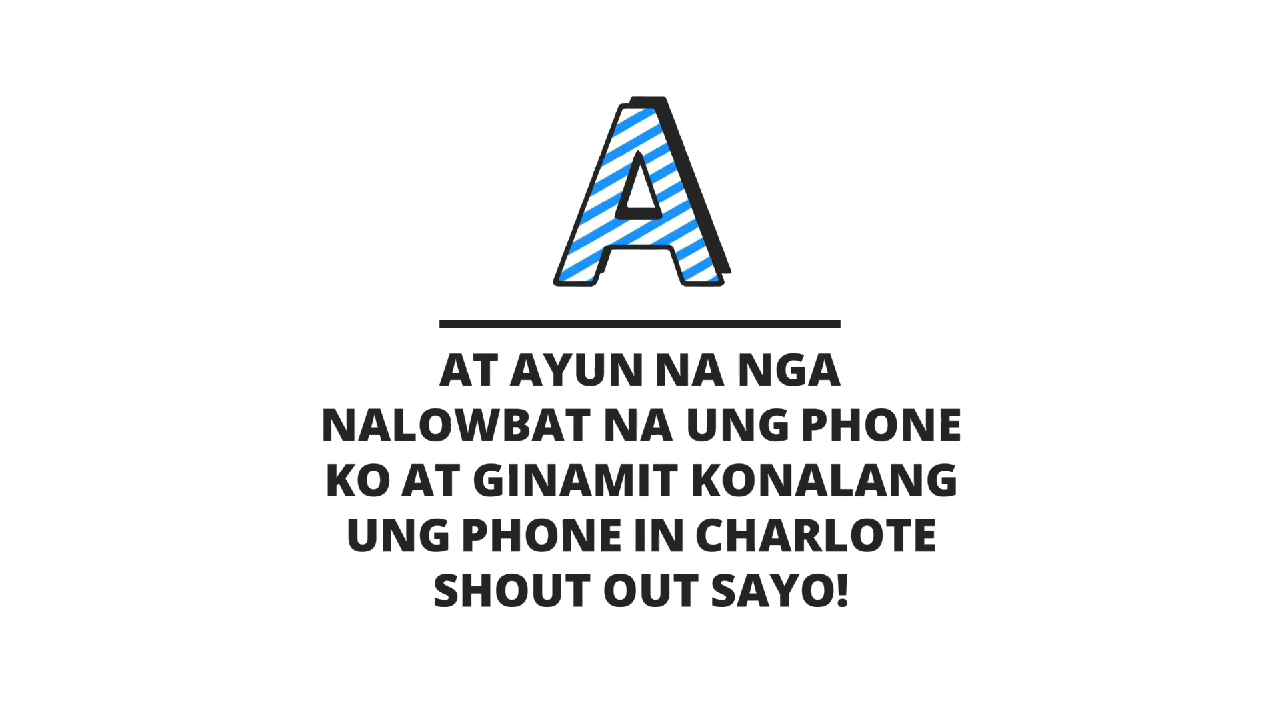 A
AT AYUN NA NGA
NALOWBAT NA UNG PHONE
KO AT GINAMIT KONALANG
UNG PHONE IN CHARLOTE
SHOUT OUT SAYO!